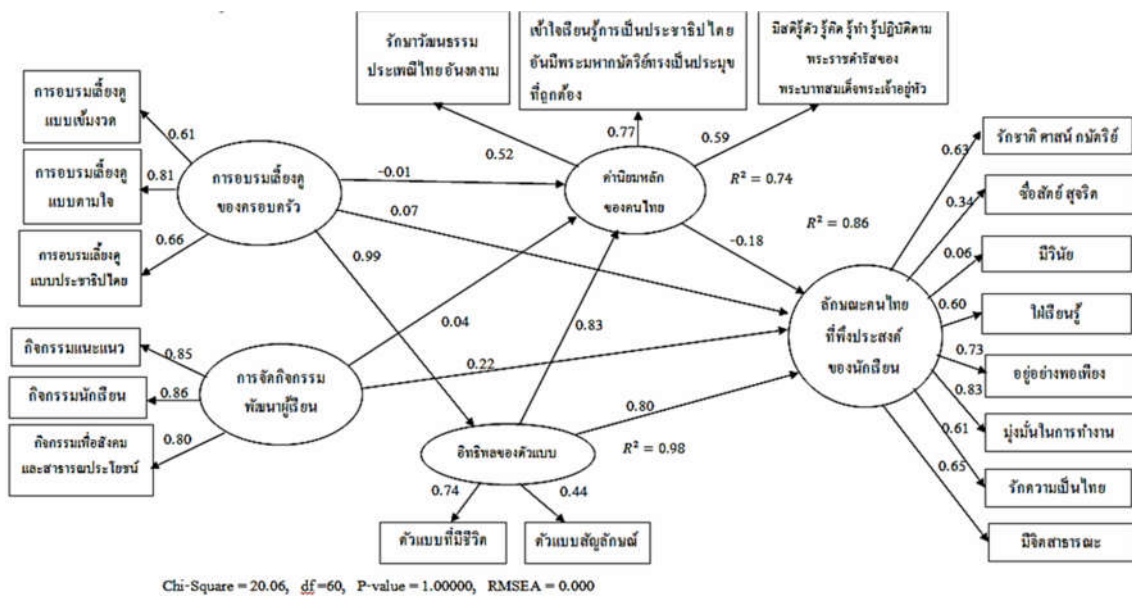 รักษาวัฒนธรรม
ประเพณีไทยอันงดงาม
เข้าใจเรียนรู้การเป็นประชาธิปไตย
อันมีพระมหากษัตริย์ทรงเป็นประมุข
ที่ถูกต้อง
มีสติรู้ตัว รู้คิด รู้ทำ รู้ปฏิบัติตาม
พระราชดำรัสของ
พระบาทสมเด็จพระเจ้าอยู่หัว
การอบรมเลี้ยงดู
แบบเข้มงวด
การอบรมเลี้ยงดู
แบบตามใจ
การอบรมเลี้ยงดู
แบบประชาธิปไตย
0.61
0.81
0.66
การอบรมเลี้ยงดู
ของครอบครัว
-0.01
0.07
0.99
0.52
0.77
0.59
ค่านิยมหลัก
ของคนไทย
R² = 0.74
R² = 0.86
-0.18
กิจกรรมแนะแนว
กิจกรรมนักเรียน
กิจกรรมเพื่อสังคม
และสาธารณประโยชน์
0.85
0.86
0.80
การจัดกิจกรรม
พัฒนาผู้เรียน
0.04
0.22
0.83
0.80
อิทธิพลของตัวแบบ
R² = 0.98
0.74
0.44
ตัวแบบที่มีชีวิต
ตัวแบบสัญลักษณ์
ลักษณะคนไทย
ที่พึงประสงค์
ของนักเรียน
0.63
0.34
0.06
0.60
0.73
0.83
0.61
0.65
รักชาติ ศาสน์ กษัตริย์
ซื่อสัตย์ สุจริต
มีวินัย
ใฝ่เรียนรู้
อยู่อย่างพอเพียง
มุ่งมั่นในการทำงาน
รักความเป็นไทย
มีจิตสาธารณะ
Chi-Square = 20.06, df =60, P-value = 1.00000, RMSEA = 0.000